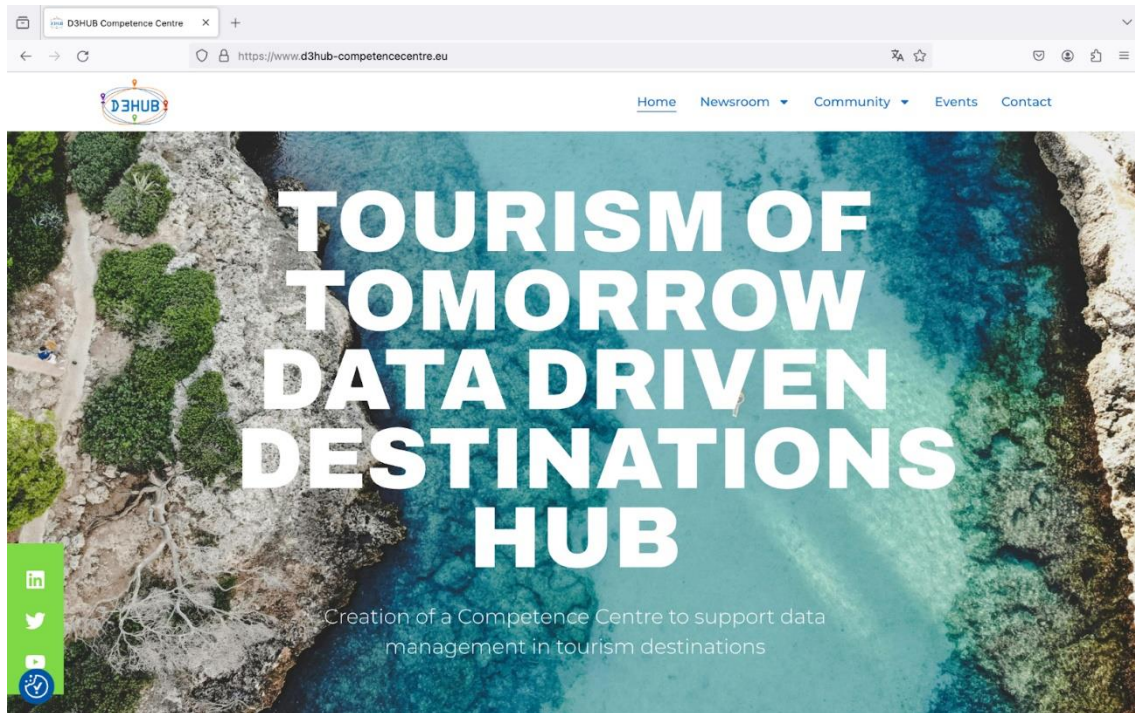 D3HUB Competence Centre
https://www.d3hub-competencecentre.eu
D3HUB
Home Newsroom Community Events Contact
TOURISM OF
TOMORROW
DATA DRIVEN
DESTINATIONS
HUB
in
Creation of a Competence Centre to support data
management in tourism destinations